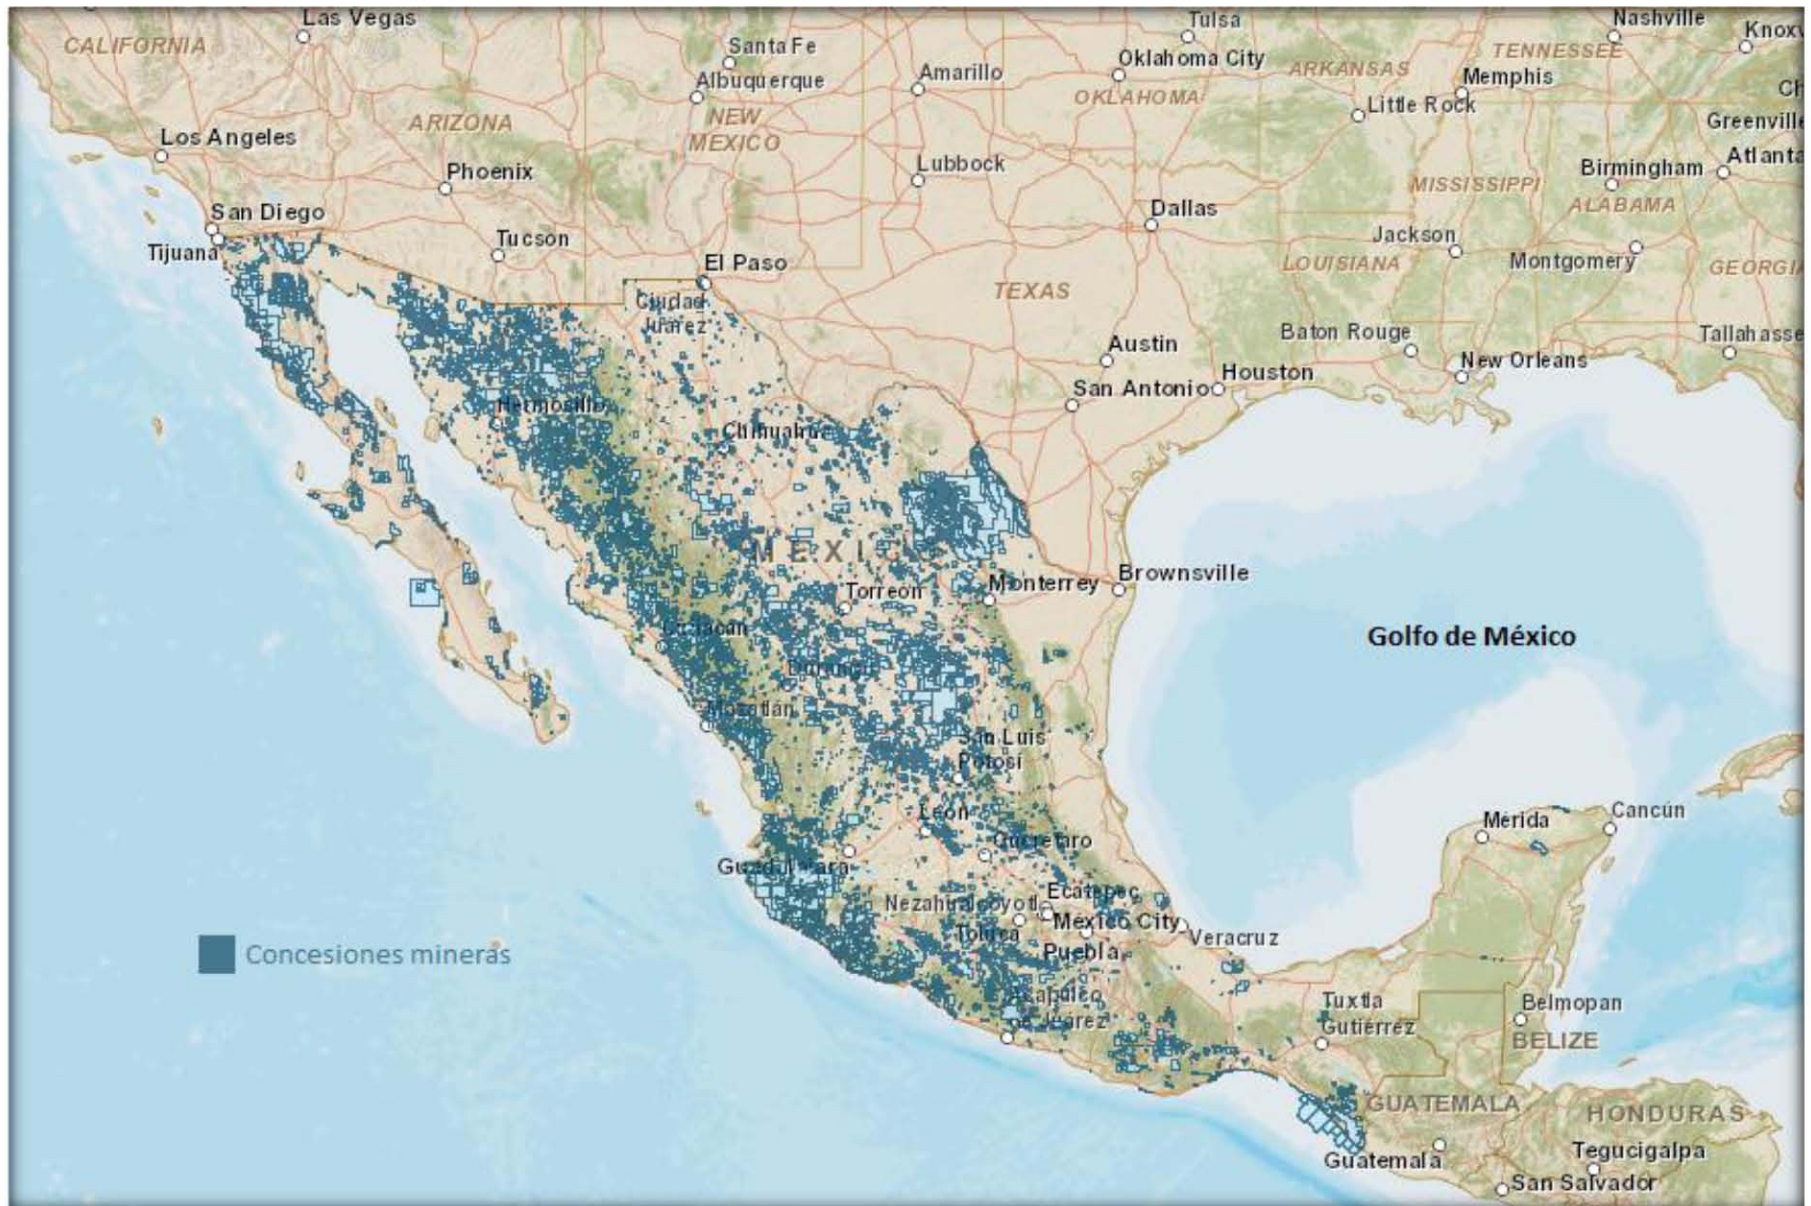 Las Vegas
Nashville
Tulsa
CALIFORNIA
Santa Fe
Oklahoma City
TENNESSEE
Knoxv
Albuquerque
Amarillo
ARKANSAS
Memphis
OKLAHOMA
Little Rock
Ch
ARIZONA
NEW
MEXICO
Greenville
Los Angeles
Lubbock
Birmingham
Atlanta
Phoenix
MISSISSIPPI
ALABAMA
San Diego
Dallas
Tucson
Jackson
Tijuana
El Paso
LOUISIANA
Montgomery
GEORGIA
TEXAS
Ciudad
Juárez
Baton Rouge
Tallahasse
Austin
New Orleans
Houston
San Antonio
Hermosillo
Chihuahua
MEXICO
Monterrey
Brownsville
Torreón
Culiacán
Golfo de México
Durango
Mazatlán
San Luis
Potosí
León
Mérida
Cancún
Querétaro
Guadalajara
Ecatepec
Nezahualcóyotl
México City
Toluca
Veracruz
Puebla
Concesiones mineras
Acapulco
de Juárez
Tuxtla
Gutiérrez
Belmopan
BELIZE
GUATEMALA
HONDURAS
Tegucigalpa
Guatemala
San Salvador